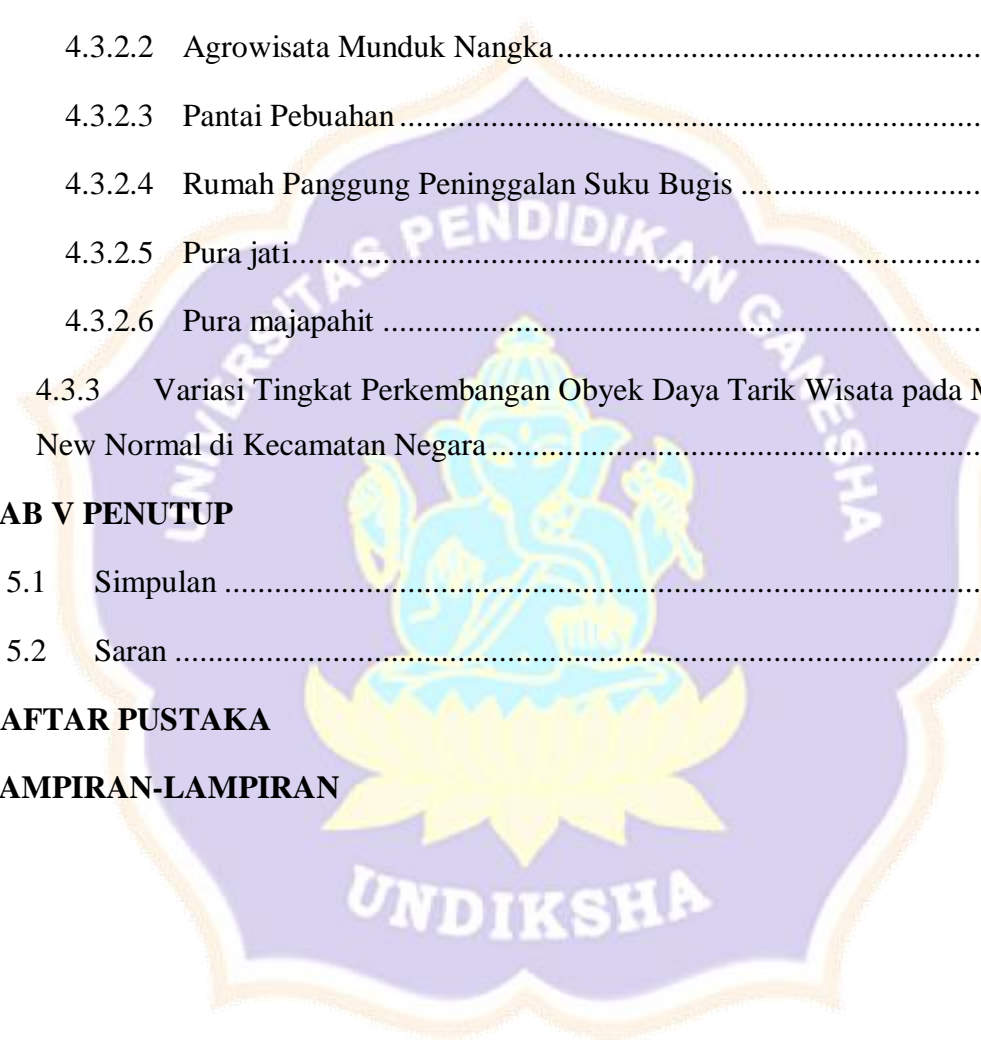 4.3.2.2 Agrowisata Munduk Nangka ........................................................
4.3.2.3 Pantai Pebuahan ...........................................................................
4.3.2.4 Rumah Panggung Peninggalan Suku Bugis ................................
4.3.2.5 Pura jati........................................................................................
4.3.2.6 Pura majapahit .............................................................................
4.3.3 Variasi Tingkat Perkembangan Obyek Daya Tarik Wisata pada M
New Normal di Kecamatan Negara ...............................................................
AB V PENUTUP
5.1 Simpulan ..................................................................................................
5.2 Saran ........................................................................................................
AFTAR PUSTAKA
AMPIRAN-LAMPIRAN
UNIVERSITAS PENDIDIKAN GANESHA
UNDIKSHA